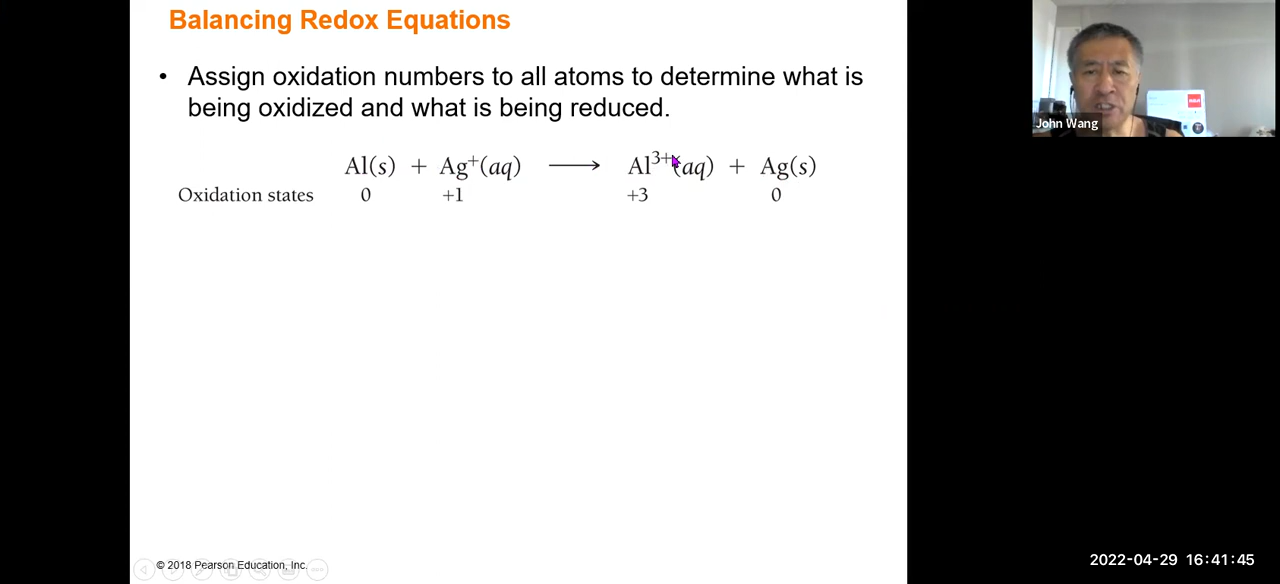 Balancing Redox Equations
• Assign oxidation numbers to all atoms to determine what is
being oxidized and what is being reduced.
Al(s) + Ag⁺(aq) ⟶ Al³⁺(aq) + Ag(s)
Oxidation states 0 +1 +3 0
John Wang
© 2018 Pearson Education, Inc.
2022-04-29 16:41:45